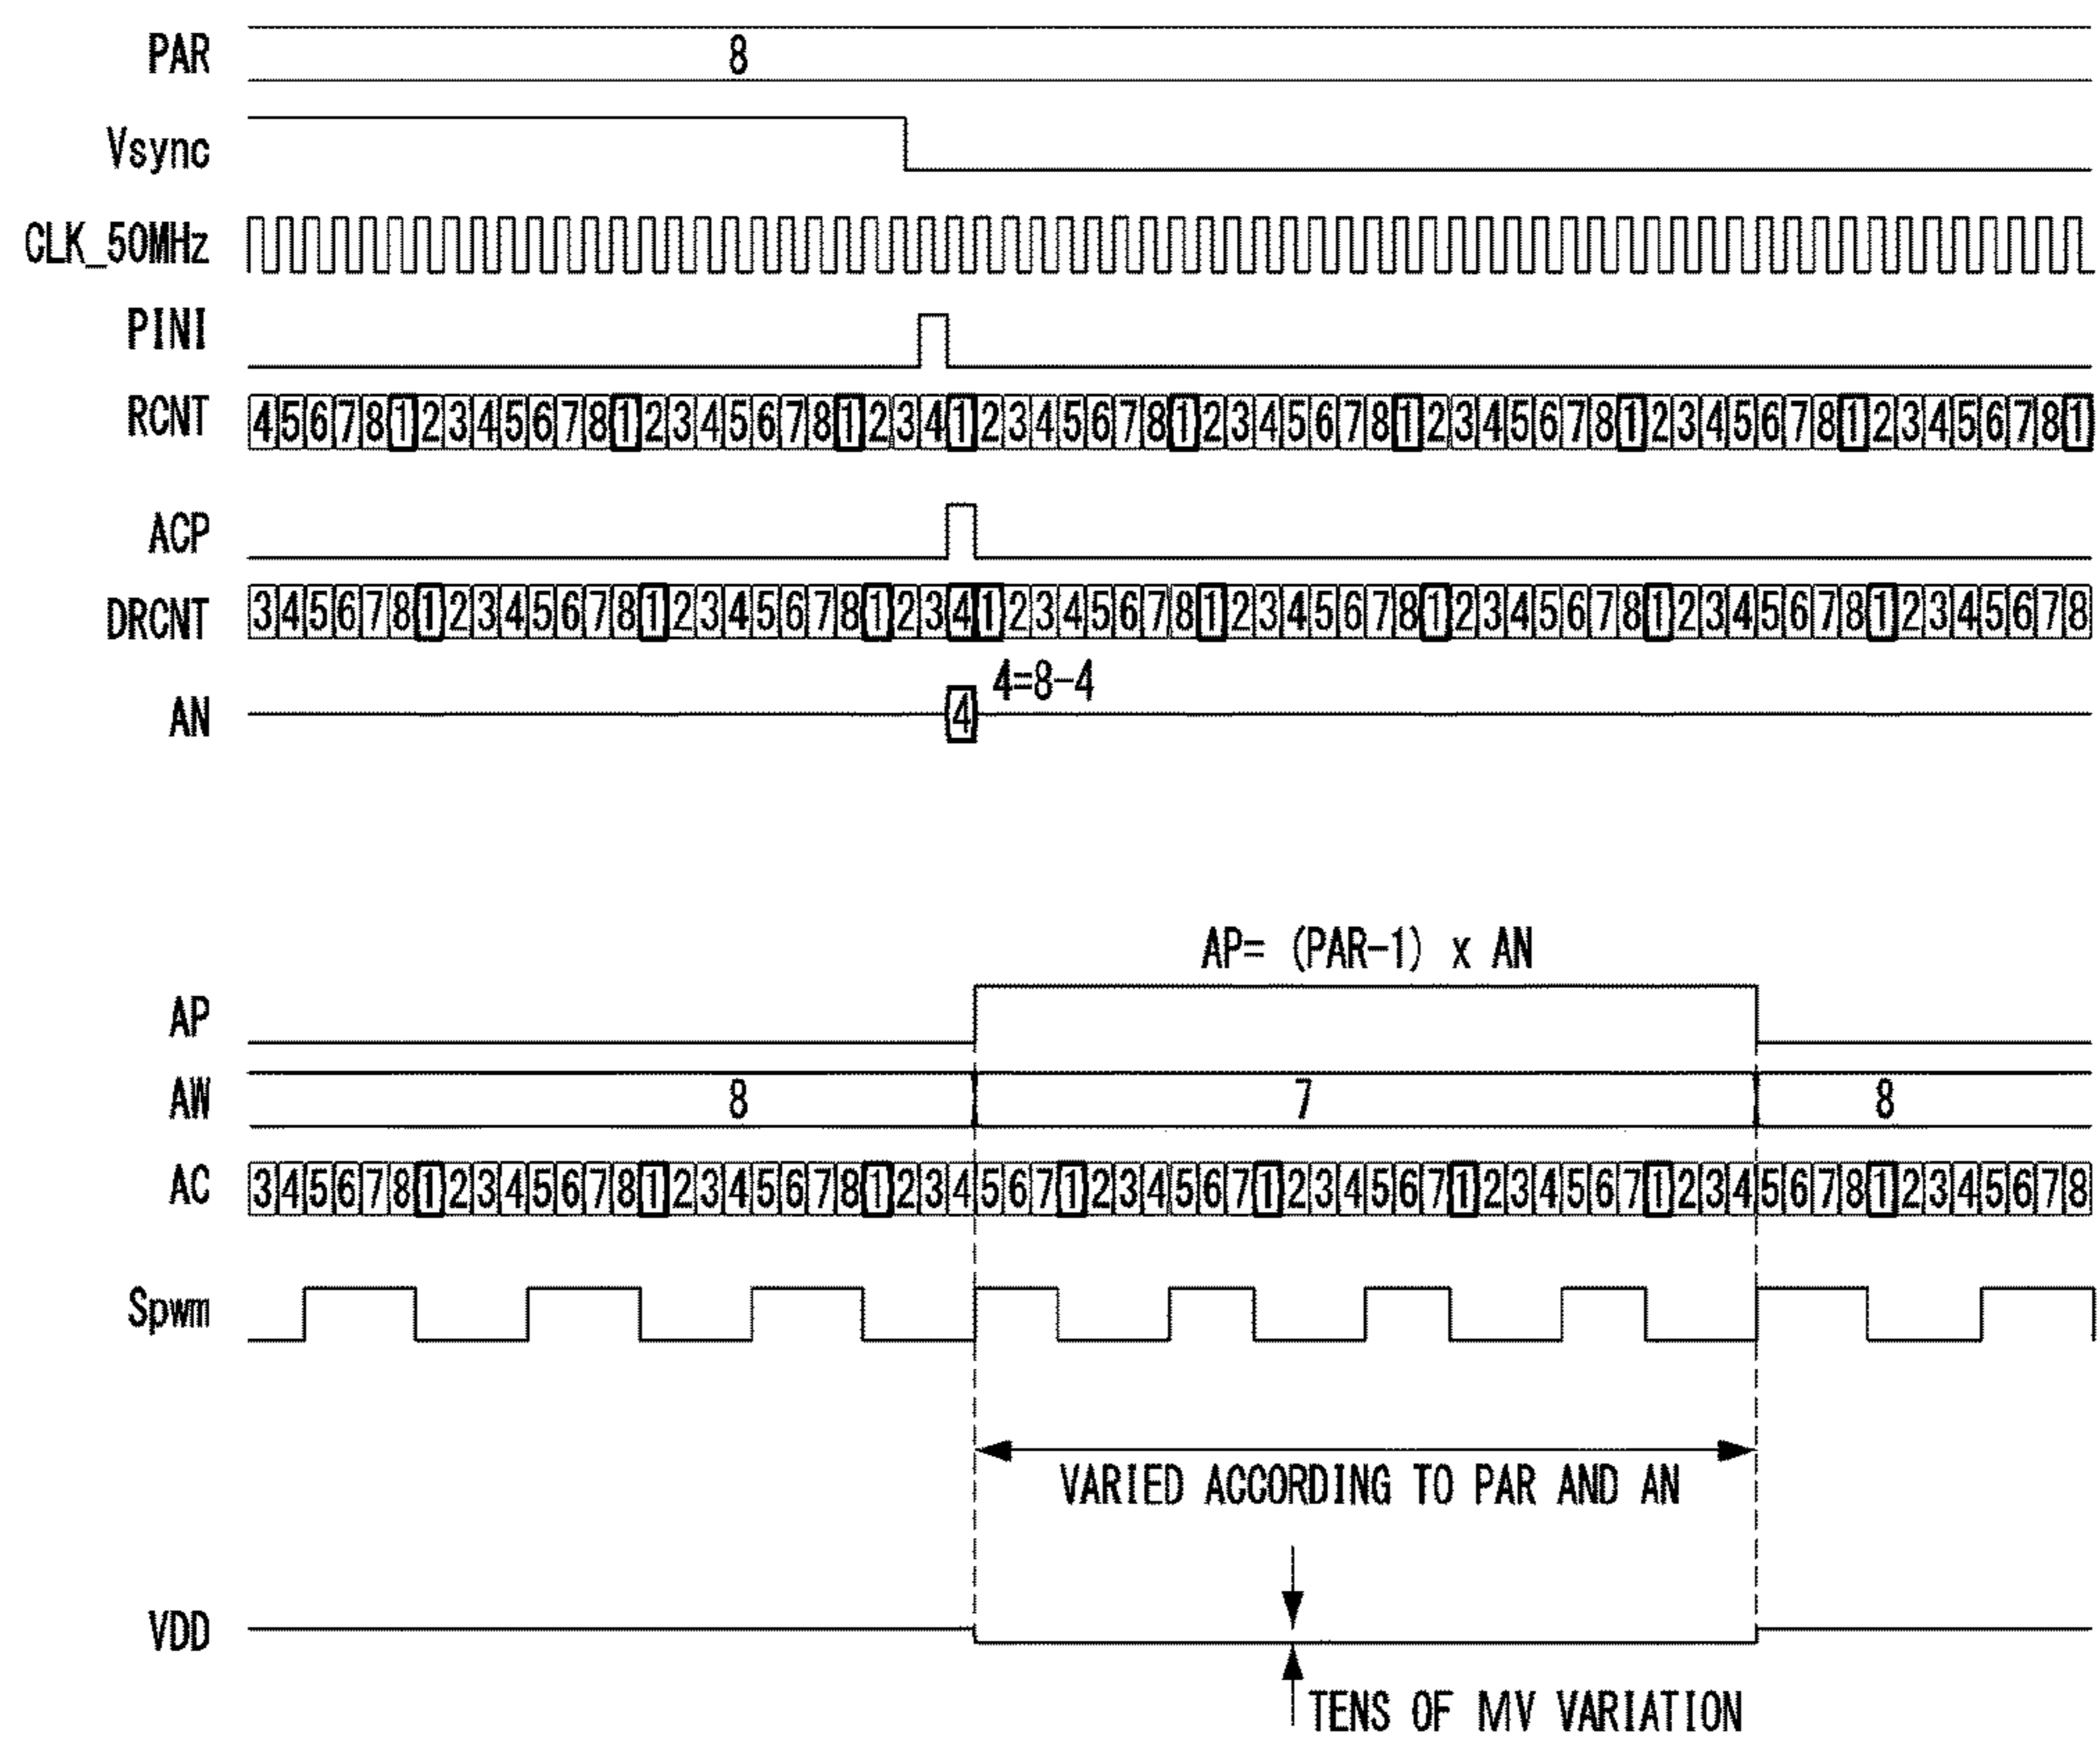 PAR 8
Vsync
CLK_50MHz
PINI
RCNT 4 5 6 7 8 1 2 3 4 5 6 7 8 1 2 3 4 5 6 7 8 1 2 3 4 1 2 3 4 5 6 7 8 1 2 3 4 5 6 7 8 1 2 3 4 5 6 7 8 1 2 3 4 5 6 7 8 1 2 3 4 5 6 7 8 1
ACP
DRCNT 3 4 5 6 7 8 1 2 3 4 5 6 7 8 1 2 3 4 5 6 7 8 1 2 3 4 1 2 3 4 5 6 7 8 1 2 3 4 5 6 7 8 1 2 3 4 5 6 7 8 1 2 3 4 5 6 7 8 1 2 3 4 5 6 7 8
4=8-4
AN 4
AP= (PAR-1) x AN
AP
AW 8 7 8
AC 3 4 5 6 7 8 1 2 3 4 5 6 7 8 1 2 3 4 5 6 7 8 1 2 3 4 5 6 7 1 2 3 4 5 6 7 1 2 3 4 5 6 7 1 2 3 4 5 6 7 1 2 3 4 5 6 7 8 1 2 3 4 5 6 7 8
Spwm
VARIED ACCORDING TO PAR AND AN
VDD
TENS OF MV VARIATION